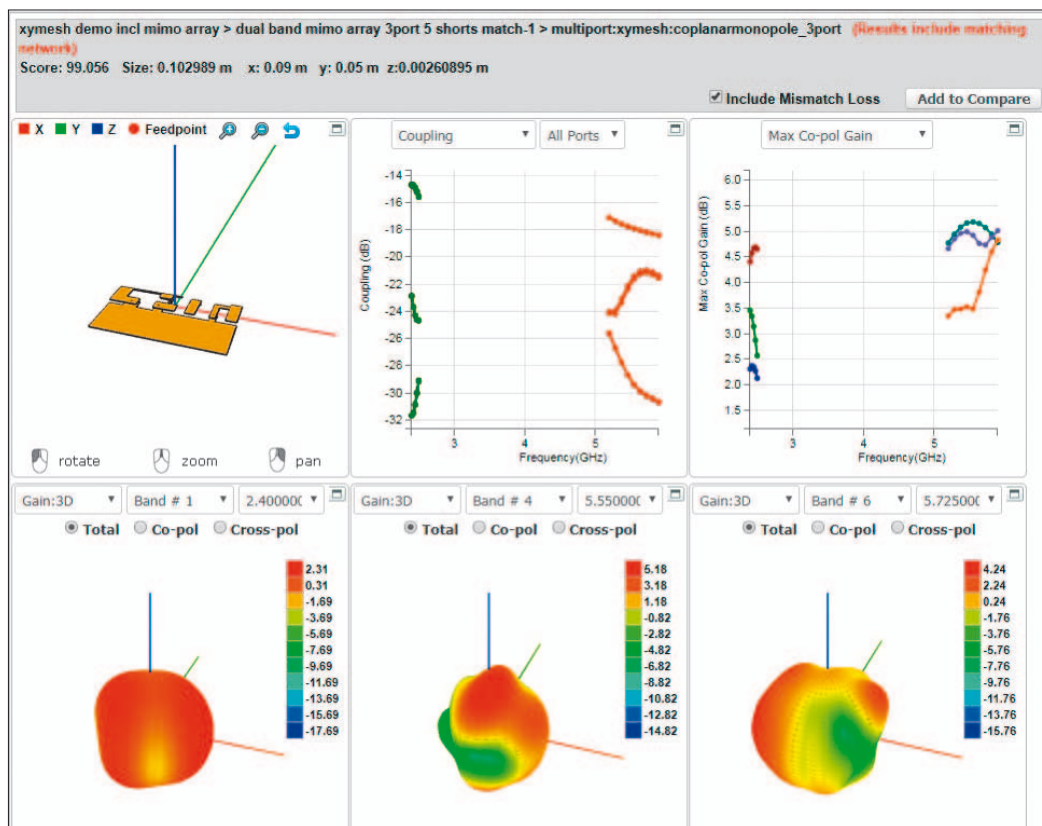 xymesh demo incl mimo array > dual band mimo array 3port 5 shorts match-1 > multiport:xymesh:coplanarmonopole_3port (Results include matching
network)
Score: 99.056 Size: 0.102989 m x: 0.09 m y: 0.05 m z:0.00260895 m
Include Mismatch Loss Add to Compare
X Y Z Feedpoint
rotate zoom pan
Coupling All Ports
-14
-16
-18
-20
-22
-24
-26
-28
-30
-32
Coupling (dB)
3 4 5
Frequency(GHz)
Max Co-pol Gain
6.0
5.5
5.0
4.5
4.0
3.5
3.0
2.5
2.0
1.5
Max Co-pol Gain (dB)
3 4 5
Frequency(GHz)
Gain:3D Band # 1 2.40000(
Total Co-pol Cross-pol
2.31
0.31
-1.69
-3.69
-5.69
-7.69
-9.69
-11.69
-13.69
-15.69
-17.69
Gain:3D Band # 4 5.55000(
Total Co-pol Cross-pol
5.18
3.18
1.18
-0.82
-2.82
-4.82
-6.82
-8.82
-10.82
-12.82
-14.82
Gain:3D Band # 6 5.72500(
Total Co-pol Cross-pol
4.24
2.24
0.24
-1.76
-3.76
-5.76
-7.76
-9.76
-11.76
-13.76
-15.76